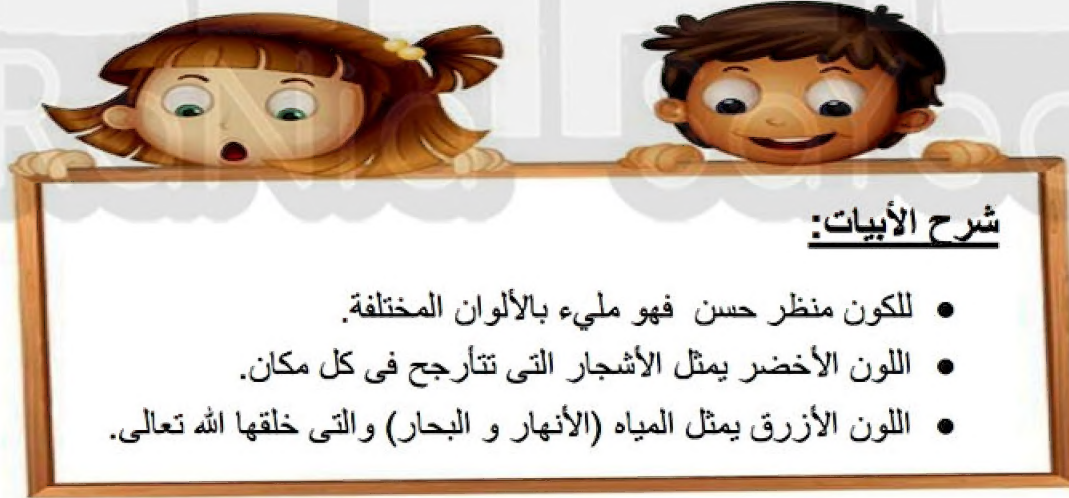 شرح الأبيات:
• للكون منظر حسن فهو مليء بالألوان المختلفة.
• اللون الأخضر يمثل الأشجار التى تتأرجح فى كل مكان.
• اللون الأزرق يمثل المياه (الأنهار و البحار) والتى خلقها الله تعالى.